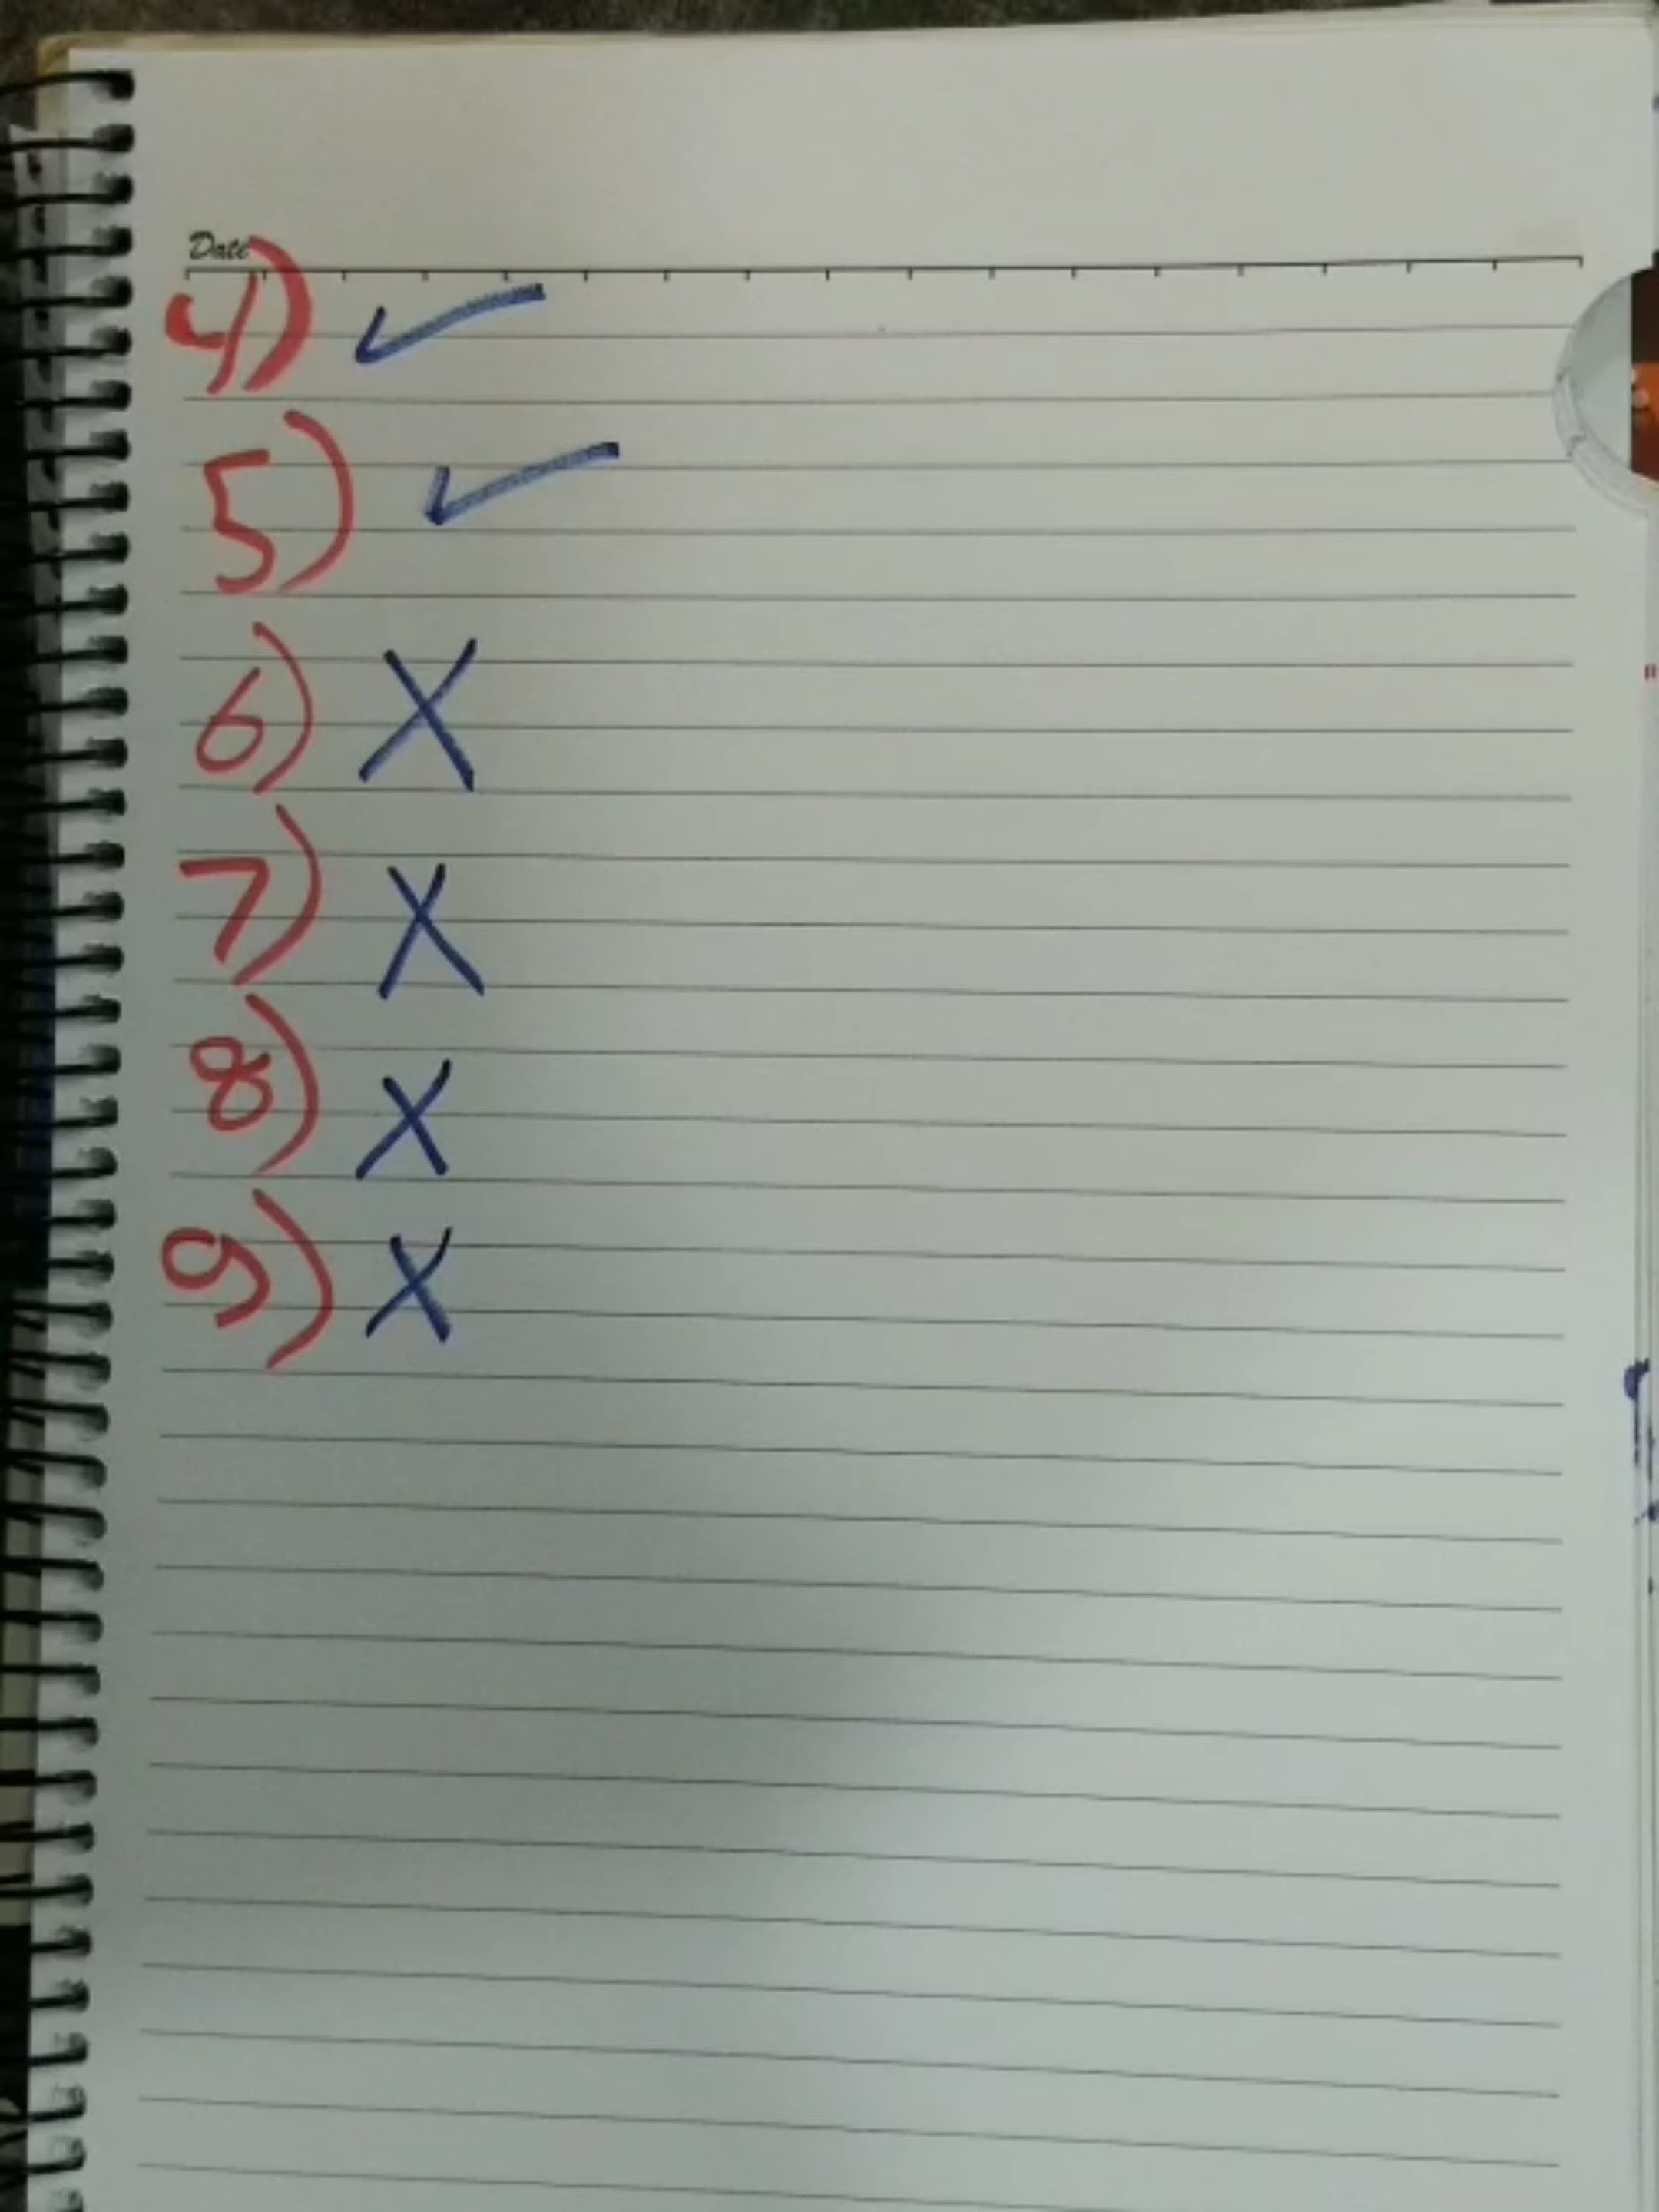 Date
4) ✓
5) ✓
6) X
7) X
8) X
9) X